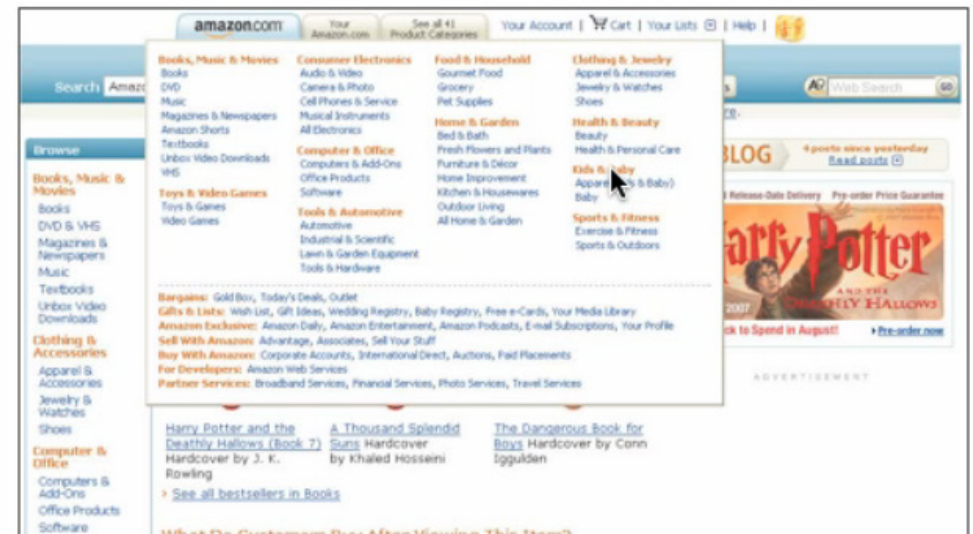 amazon.com
Your Amazon.com
See all 41 Product Categories
Your Account | Cart | Your Lists | Help |
Search
Web Search
GO
Books, Music & Movies
Books
DVD
Music
Magazines & Newspapers
Amazon Shorts
Textbooks
Unbox Video Downloads
VHS
Toys & Video Games
Toys & Games
Video Games
Consumer Electronics
Audio & Video
Camera & Photo
Cell Phones & Service
Musical Instruments
All Electronics
Computer & Office
Computers & Add-Ons
Office Products
Software
Tools & Automotive
Automotive
Industrial & Scientific
Lawn & Garden Equipment
Tools & Hardware
Food & Household
Gourmet Food
Grocery
Pet Supplies
Home & Garden
Bed & Bath
Fresh Flowers and Plants
Furniture & Décor
Home Improvement
Kitchen & Housewares
Outdoor Living
All Home & Garden
Clothing & Jewelry
Apparel & Accessories
Jewelry & Watches
Shoes
Health & Beauty
Beauty
Health & Personal Care
Kids & Baby
Baby
Sports & Fitness
Exercise & Fitness
Sports & Outdoors
Bargains: Gold Box, Today's Deals, Outlet
Gifts & Lists: Wish List, Gift Ideas, Wedding Registry, Baby Registry, Free e-Cards, Your Media Library
Amazon Exclusive: Amazon Daily, Amazon Entertainment, Amazon Podcasts, E-mail Subscriptions, Your Profile
Sell With Amazon: Advantage, Associates, Sell Your Stuff
Buy With Amazon: Corporate Accounts, International Direct, Auctions, Paid Placements
For Developers: Amazon Web Services
Partner Services: Broadband Services, Financial Services, Photo Services, Travel Services
Browse
Books, Music &
Movies
Books
DVD & VHS
Magazines &
Newspapers
Music
Textbooks
Unbox Video
Downloads
Clothing &
Accessories
Apparel &
Accessories
Jewelry &
Watches
Shoes
Computer &
Office
Computers &
Add-Ons
Office Products
Software
BLOG
4 posts since yesterday
Read posts
Release-Date Delivery Pre-order Price Guarantee
Potter
AND THE
2007
ck to Spend in August!
Pre-order now
ADVERTISEMENT
Harry Potter and the
Deathly Hallows (Book 7)
Hardcover by J. K.
Rowling
A Thousand Splendid
Suns Hardcover
by Khaled Hosseini
The Dangerous Book for
Boys Hardcover by Conn
Iggulden
See all bestsellers in Books
What Do Customers Buy After Viewing This Item?